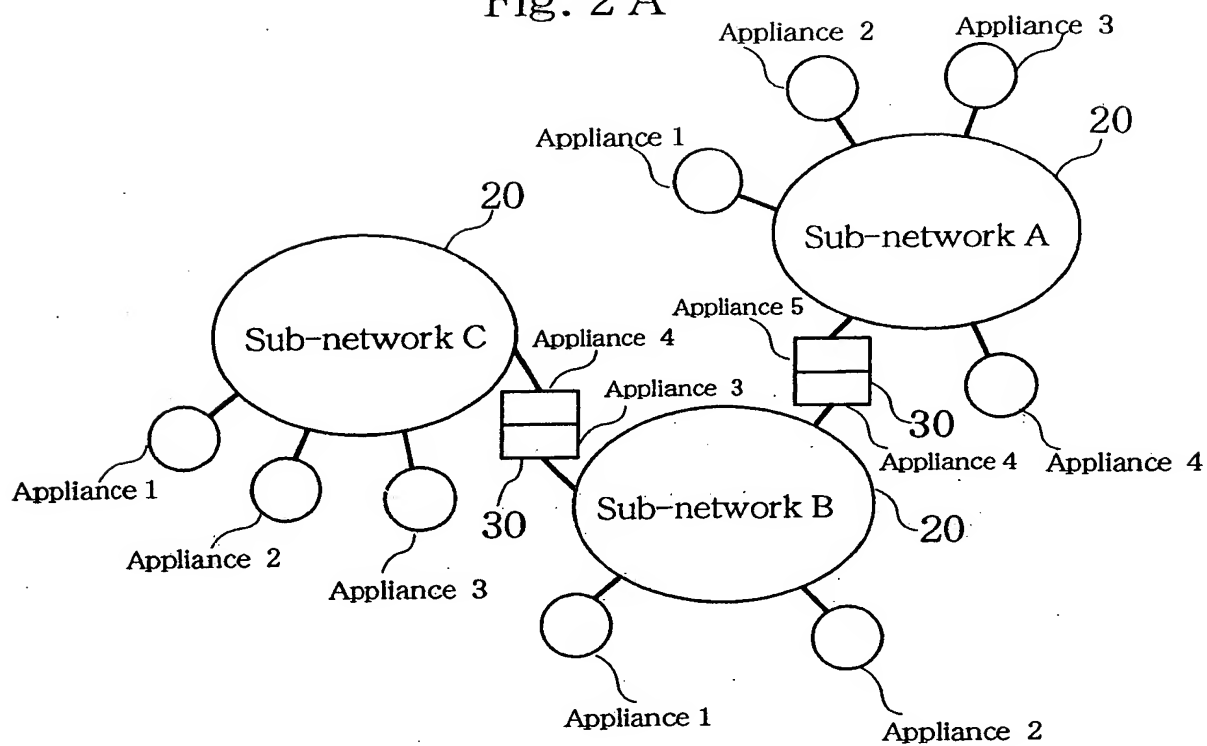 Fig. 2 A
Appliance 2
Appliance 3
Appliance 1
20
Sub-network A
20
Sub-network C
Appliance 5
Appliance 4
Appliance 3
30
Appliance 4
Appliance 4
Appliance 1
Appliance 2
Appliance 3
30
Sub-network B
20
Appliance 1
Appliance 2